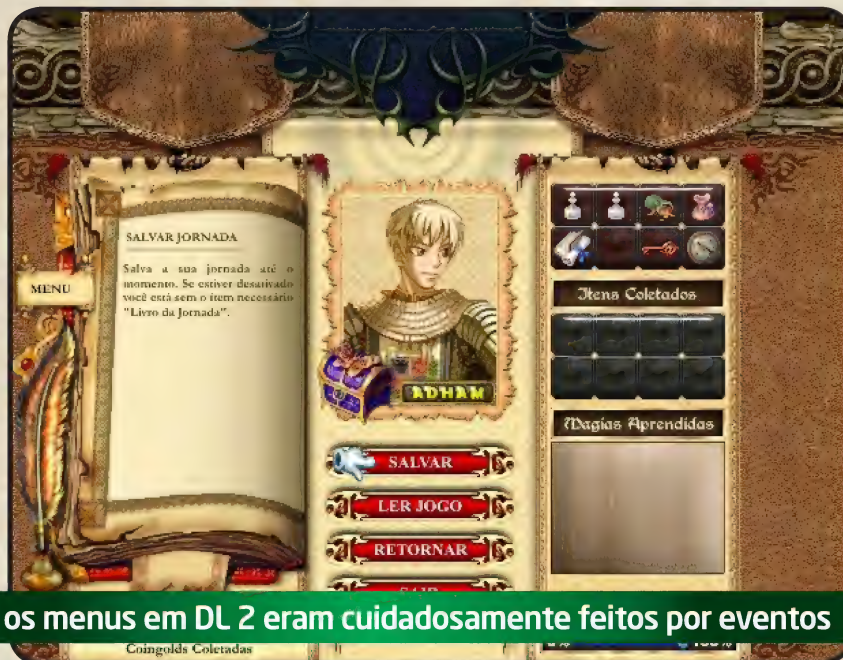 SALVAR JORNADA
Salva a sua jornada até o
momento. Se estiver desativado
você está sem o item necessário
"Livro da Jornada".
MENU
ADHAM
SALVAR
LER JOGO
RETORNAR
SAIR
Itens Coletados
Magias Aprendidas
os menus em DL 2 eram cuidadosamente feitos por eventos
Coingolds Coletadas